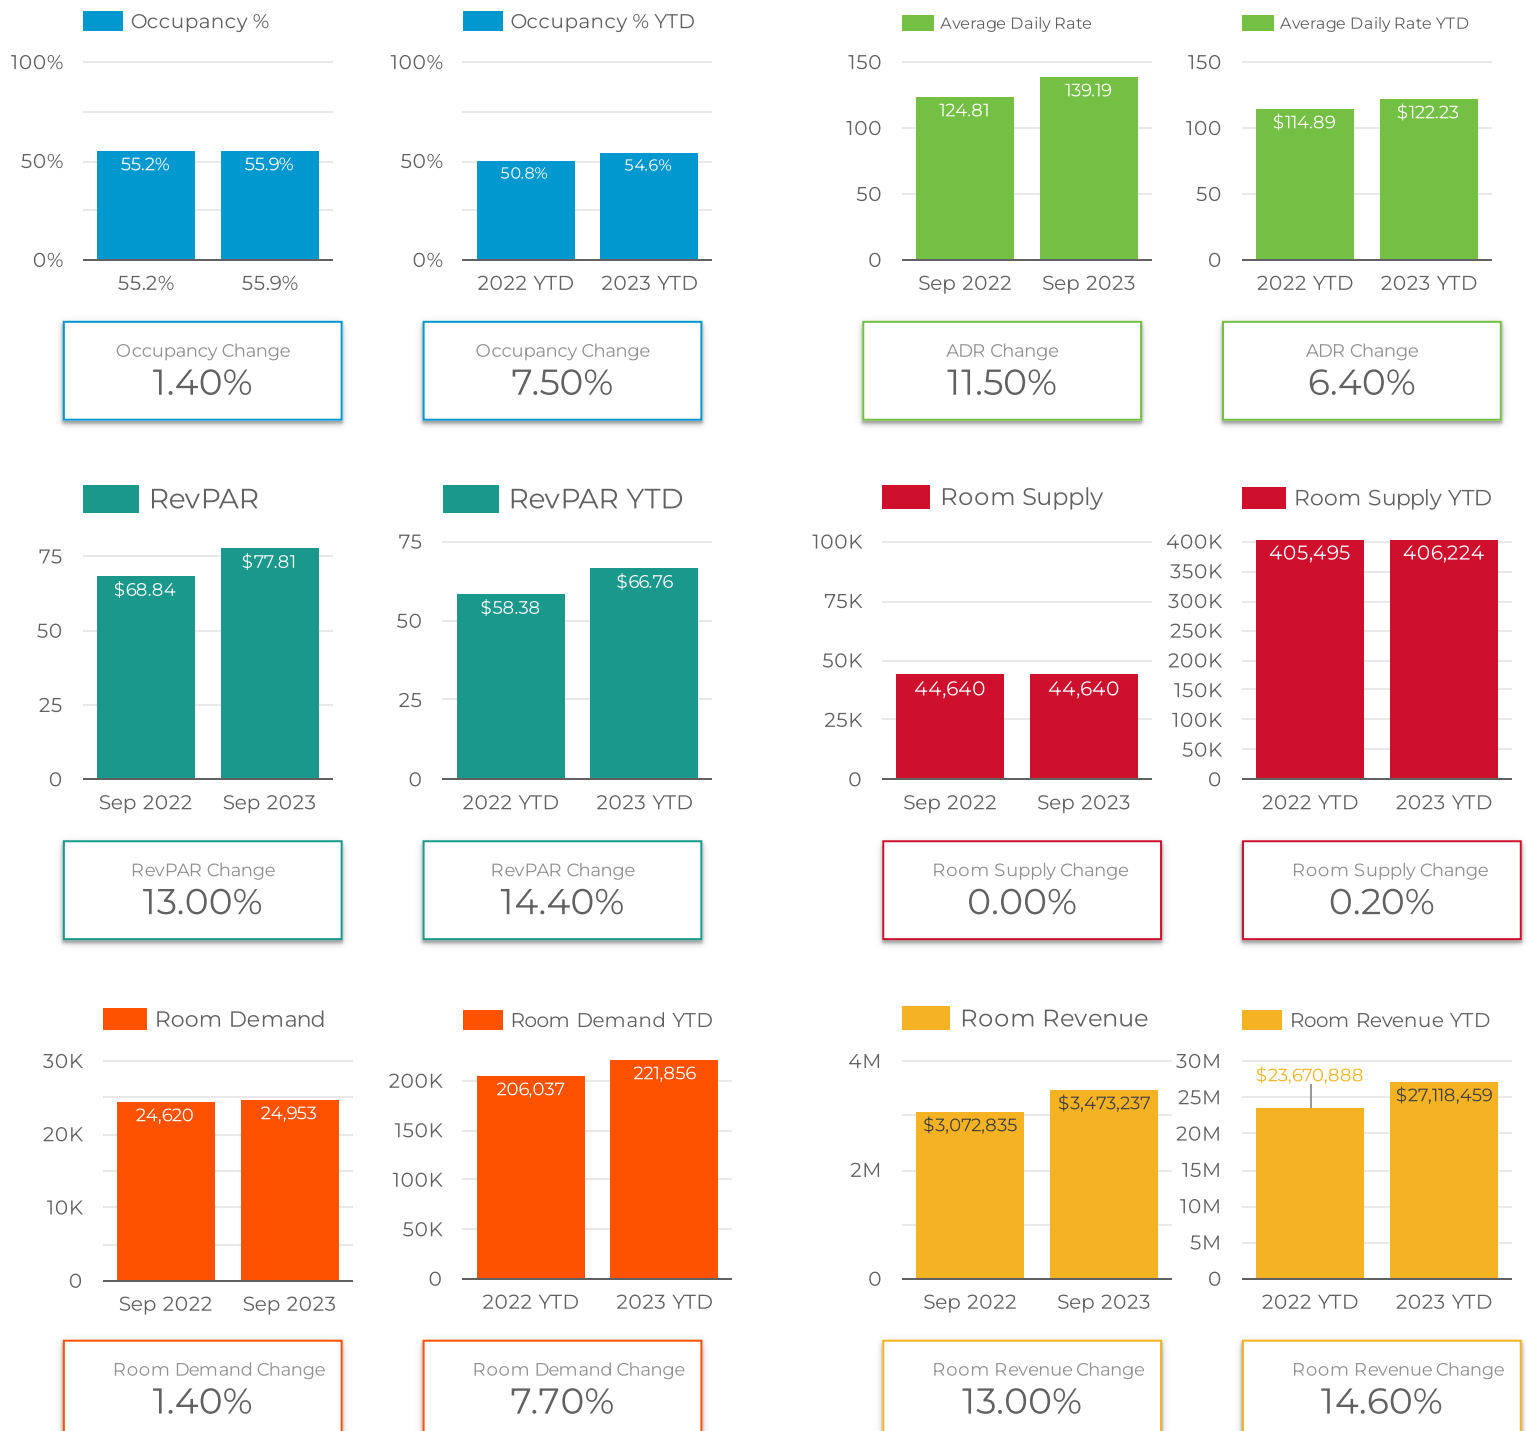 Occupancy %
100%
50%
0%
55.2%
55.9%
55.2%
55.9%
Occupancy Change
1.40%
Occupancy % YTD
100%
50%
0%
50.8%
54.6%
2022 YTD
2023 YTD
Occupancy Change
7.50%
Average Daily Rate
150
100
50
0
124.81
139.19
Sep 2022
Sep 2023
ADR Change
11.50%
Average Daily Rate YTD
150
100
50
0
$114.89
$122.23
2022 YTD
2023 YTD
ADR Change
6.40%
RevPAR
75
50
25
0
$68.84
$77.81
Sep 2022
Sep 2023
RevPAR Change
13.00%
RevPAR YTD
75
50
25
0
$58.38
$66.76
2022 YTD
2023 YTD
RevPAR Change
14.40%
Room Supply
100K
75K
50K
25K
0
44,640
44,640
Sep 2022
Sep 2023
Room Supply Change
0.00%
Room Supply YTD
400K
350K
300K
250K
200K
150K
100K
50K
0
405,495
406,224
2022 YTD
2023 YTD
Room Supply Change
0.20%
Room Demand
30K
20K
10K
0
24,620
24,953
Sep 2022
Sep 2023
Room Demand Change
1.40%
Room Demand YTD
200K
150K
100K
50K
0
206,037
221,856
2022 YTD
2023 YTD
Room Demand Change
7.70%
Room Revenue
4M
2M
0
$3,072,835
$3,473,237
Sep 2022
Sep 2023
Room Revenue Change
13.00%
Room Revenue YTD
30M
25M
20M
15M
10M
5M
0
$23,670,888
$27,118,459
2022 YTD
2023 YTD
Room Revenue Change
14.60%